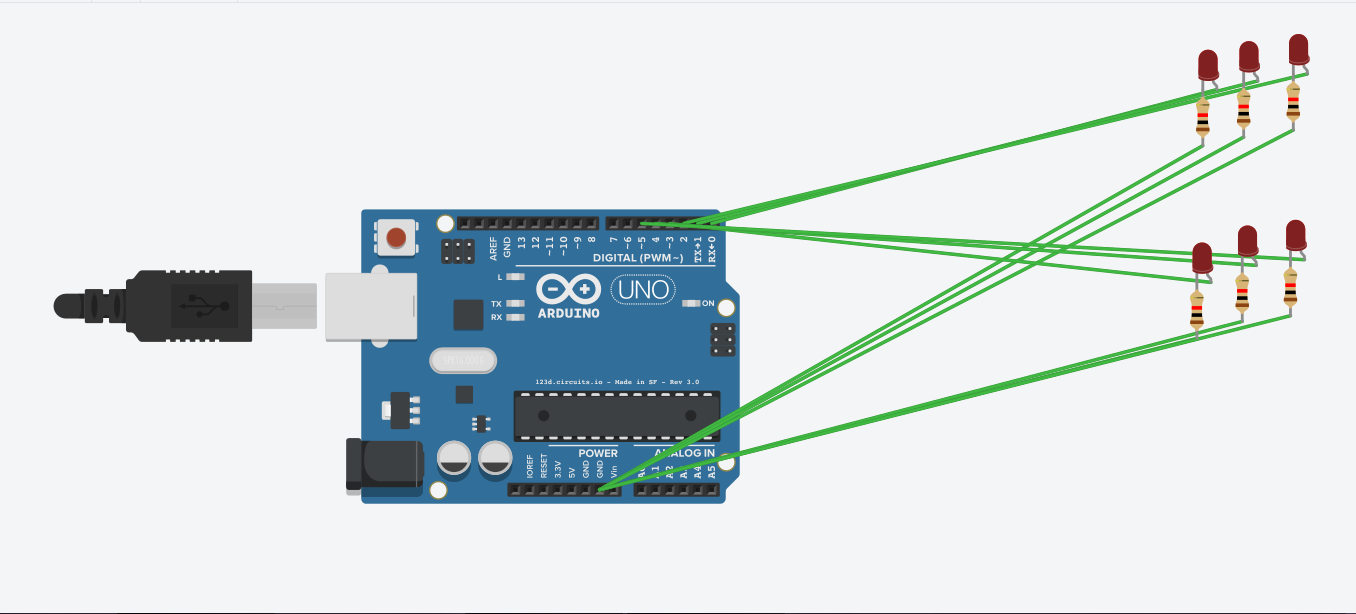 AREF
GND
13
12
~11
~10
~9
8
7
~6
~5
4
~3
2
TX→1
RX←0
DIGITAL (PWM~)
L
TX
RX
UNO
ON
ARDUINO
123d.circuits.io - Made in SF - Rev 3.0
POWER
ANALOG IN
IOREF
RESET
3.3V
5V
GND
GND
Vin
A1
A2
A4
A5